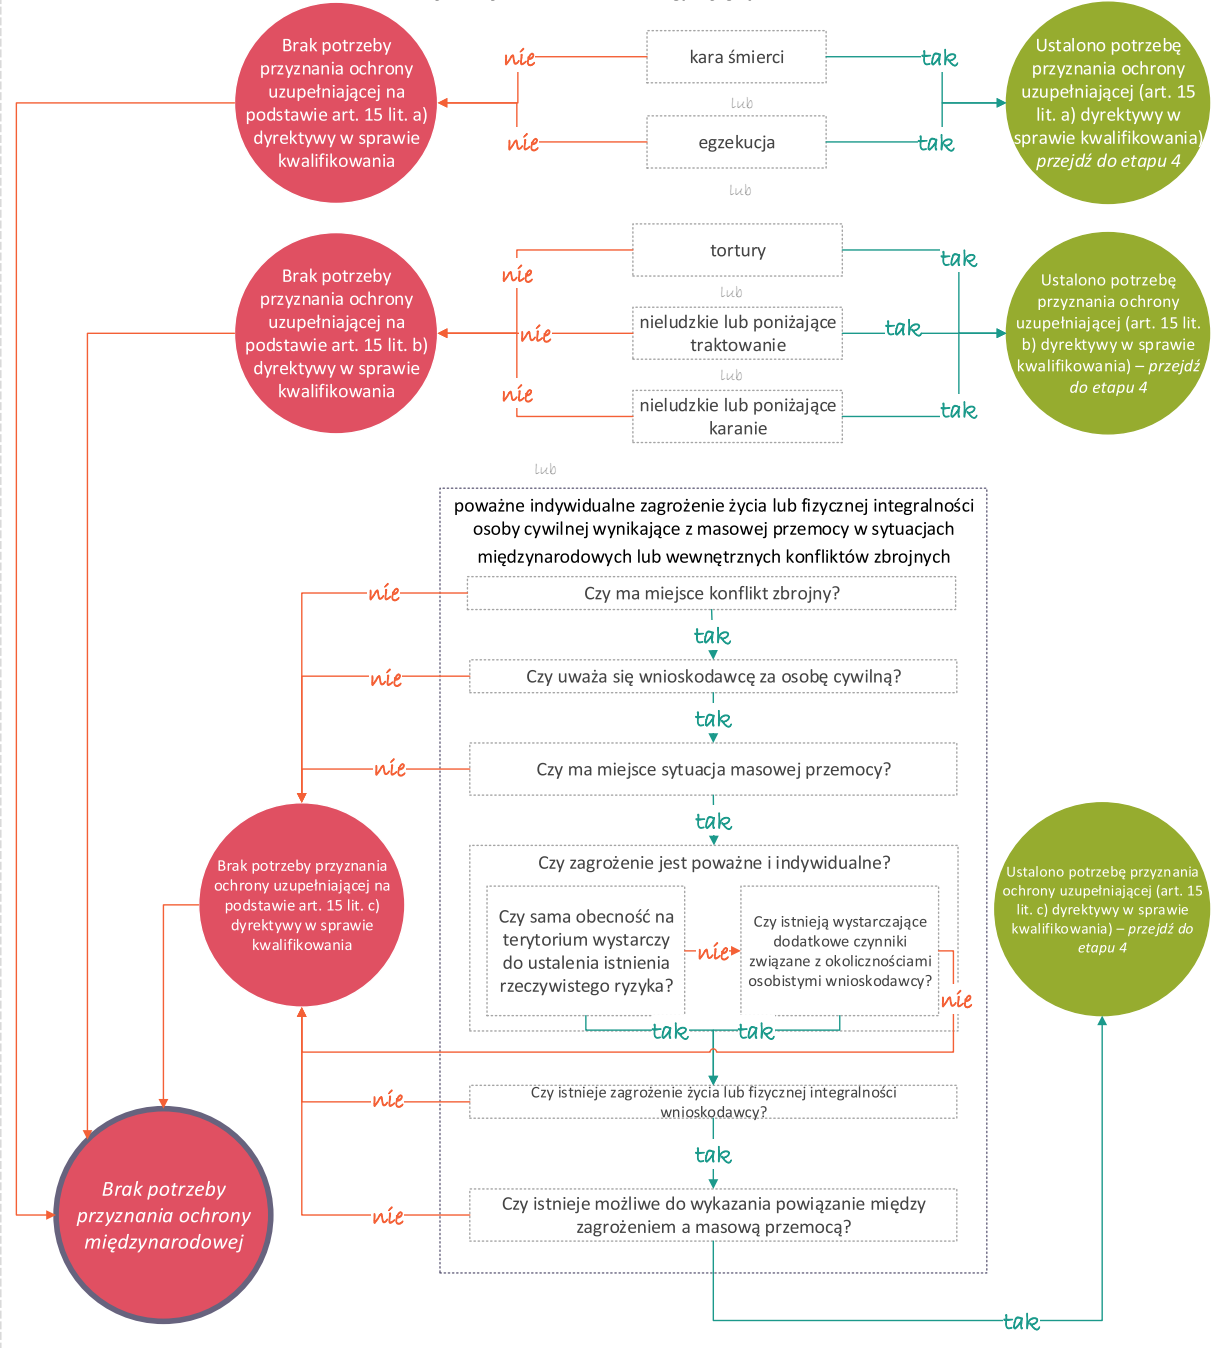 Brak potrzeby
przyznania ochrony
uzupełniającej na
podstawie art. 15 lit. a)
dyrektywy w sprawie
kwalifikowania
nie
kara śmierci
tak
lub
nie
egzekucja
tak
Ustalono potrzebę
przyznania ochrony
uzupełniającej (art. 15
lit. a) dyrektywy w
sprawie kwalifikowania)
przejdź do etapu 4
lub
Brak potrzeby
przyznania ochrony
uzupełniającej na
podstawie art. 15 lit. b)
dyrektywy w sprawie
kwalifikowania
nie
tortury
tak
lub
nie
nieludzkie lub poniżające
traktowanie
tak
lub
nie
nieludzkie lub poniżające
karanie
tak
Ustalono potrzebę
przyznania ochrony
uzupełniającej (art. 15 lit.
b) dyrektywy w sprawie
kwalifikowania) – przejdź
do etapu 4
lub
poważne indywidualne zagrożenie życia lub fizycznej integralności
osoby cywilnej wynikające z masowej przemocy w sytuacjach
międzynarodowych lub wewnętrznych konfliktów zbrojnych
nie
Czy ma miejsce konflikt zbrojny?
tak
nie
Czy uważa się wnioskodawcę za osobę cywilną?
tak
nie
Czy ma miejsce sytuacja masowej przemocy?
tak
Brak potrzeby przyznania
ochrony uzupełniającej na
podstawie art. 15 lit. c)
dyrektywy w sprawie
kwalifikowania
Czy zagrożenie jest poważne i indywidualne?
Czy sama obecność na
terytorium wystarczy
do ustalenia istnienia
rzeczywistego ryzyka?
nie
Czy istnieją wystarczające
dodatkowe czynniki
związane z okolicznościami
osobistymi wnioskodawcy?
nie
tak
tak
Ustalono potrzebę przyznania
ochrony uzupełniającej (art. 15
lit. c) dyrektywy w sprawie
kwalifikowania) – przejdź do
etapu 4
nie
Czy istnieje zagrożenie życia lub fizycznej integralności
wnioskodawcy?
tak
nie
Czy istnieje możliwe do wykazania powiązanie między
zagrożeniem a masową przemocą?
tak
Brak potrzeby
przyznania ochrony
międzynarodowej